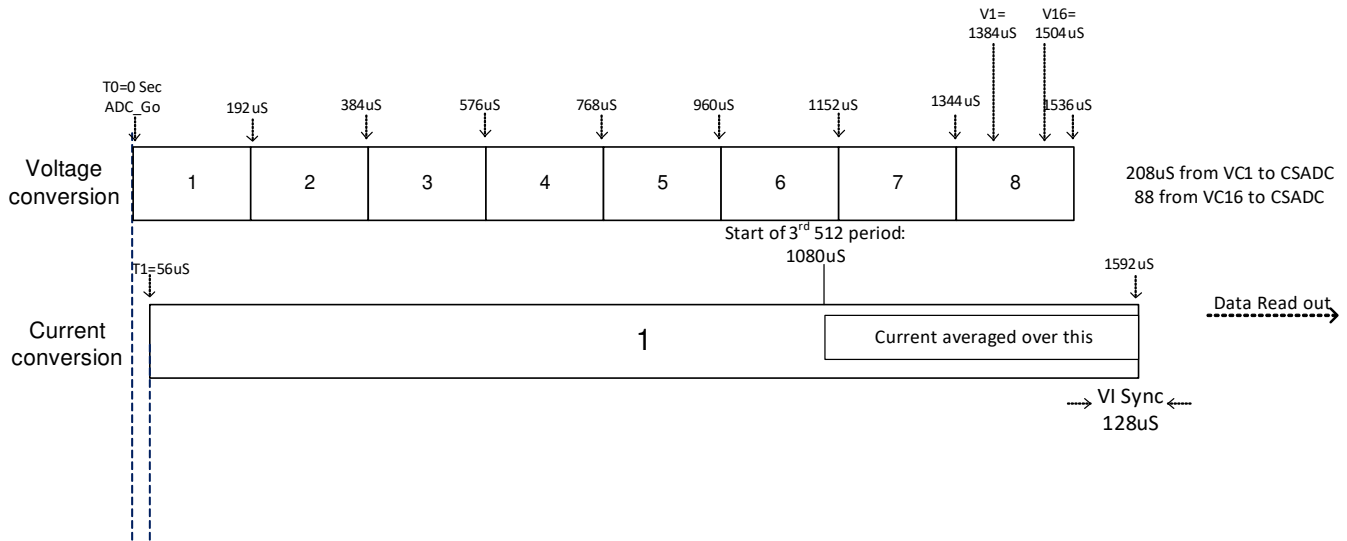 V1=
1384uS
V16=
1504uS
T0=0 Sec
ADC_Go
192uS
384uS
576uS
768uS
960uS
1152uS
1344uS
1536uS
Voltage
conversion
1
2
3
4
5
6
7
8
208uS from VC1 to CSADC
88 from VC16 to CSADC
Start of 3rd 512 period:
1080uS
T1=56uS
1592uS
Current
conversion
1
Current averaged over this
Data Read out
VI Sync
128uS